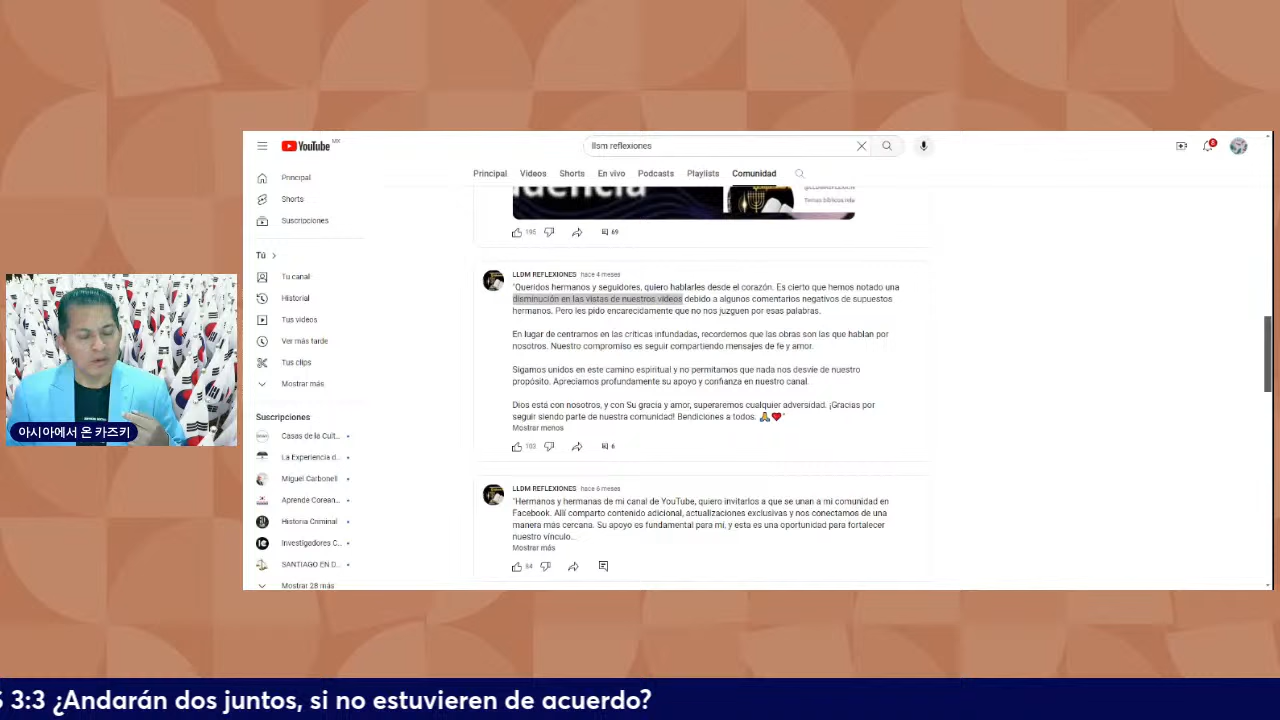 YouTube MX
llsm reflexiones
8
Principal
Videos
Shorts
En vivo
Podcasts
Playlists
Comunidad
Principal
Shorts
Suscripciones
Tú
Tu canal
Historial
Tus videos
Ver más tarde
Tus clips
Mostrar más
Suscripciones
Casas de la Cult...
La Experiencia d...
Miguel Carbonell
Aprende Corean...
Historia Criminal
Investigadores C...
SANTIAGO EN D...
Mostrar 28 más
@LLDMREFLEXION
Temas bíblicos,rela
195
69
LLDM REFLEXIONES hace 4 meses
"Queridos hermanos y seguidores, quiero hablarles desde el corazón. Es cierto que hemos notado una
disminución en las vistas de nuestros videos debido a algunos comentarios negativos de supuestos
hermanos. Pero les pido encarecidamente que no nos juzguen por esas palabras.
En lugar de centrarnos en las críticas infundadas, recordemos que las obras son las que hablan por
nosotros. Nuestro compromiso es seguir compartiendo mensajes de fe y amor.
Sigamos unidos en este camino espiritual y no permitamos que nada nos desvíe de nuestro
propósito. Apreciamos profundamente su apoyo y confianza en nuestro canal.
Dios está con nosotros, y con Su gracia y amor, superaremos cualquier adversidad. ¡Gracias por
seguir siendo parte de nuestra comunidad! Bendiciones a todos. 🙏❤️"
Mostrar menos
103
6
LLDM REFLEXIONES hace 6 meses
"Hermanos y hermanas de mi canal de YouTube, quiero invitarlos a que se unan a mi comunidad en
Facebook. Allí comparto contenido adicional, actualizaciones exclusivas y nos conectamos de una
manera más cercana. Su apoyo es fundamental para mí, y esta es una oportunidad para fortalecer
nuestro vínculo...
Mostrar más
84
아시아에서 온 카즈키
S 3:3 ¿Andarán dos juntos, si no estuvieren de acuerdo?